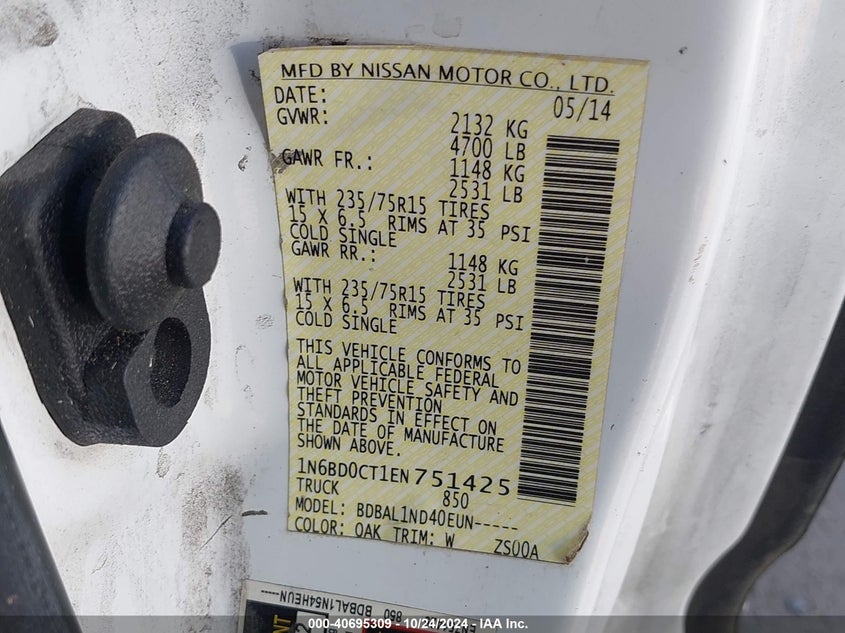 MFD BY NISSAN MOTOR CO., LTD.
DATE: 05/14
GVWR: 2132 KG
4700 LB
GAWR FR.: 1148 KG
2531 LB
WITH 235/75R15 TIRES
15 X 6.5 RIMS AT 35 PSI
COLD SINGLE
GAWR RR.: 1148 KG
2531 LB
WITH 235/75R15 TIRES
15 X 6.5 RIMS AT 35 PSI
COLD SINGLE
THIS VEHICLE CONFORMS TO
ALL APPLICABLE FEDERAL
MOTOR VEHICLE SAFETY AND
THEFT PREVENTION
STANDARDS IN EFFECT ON
THE DATE OF MANUFACTURE
SHOWN ABOVE.
1N6BD0CT1EN751425
TRUCK 850
MODEL: BDBAL1ND40EUN-----
COLOR: QAK TRIM: W ZS00A
850 BDBAL1N54HEUN
000-40695309 - 10/24/2024 - IAA Inc.